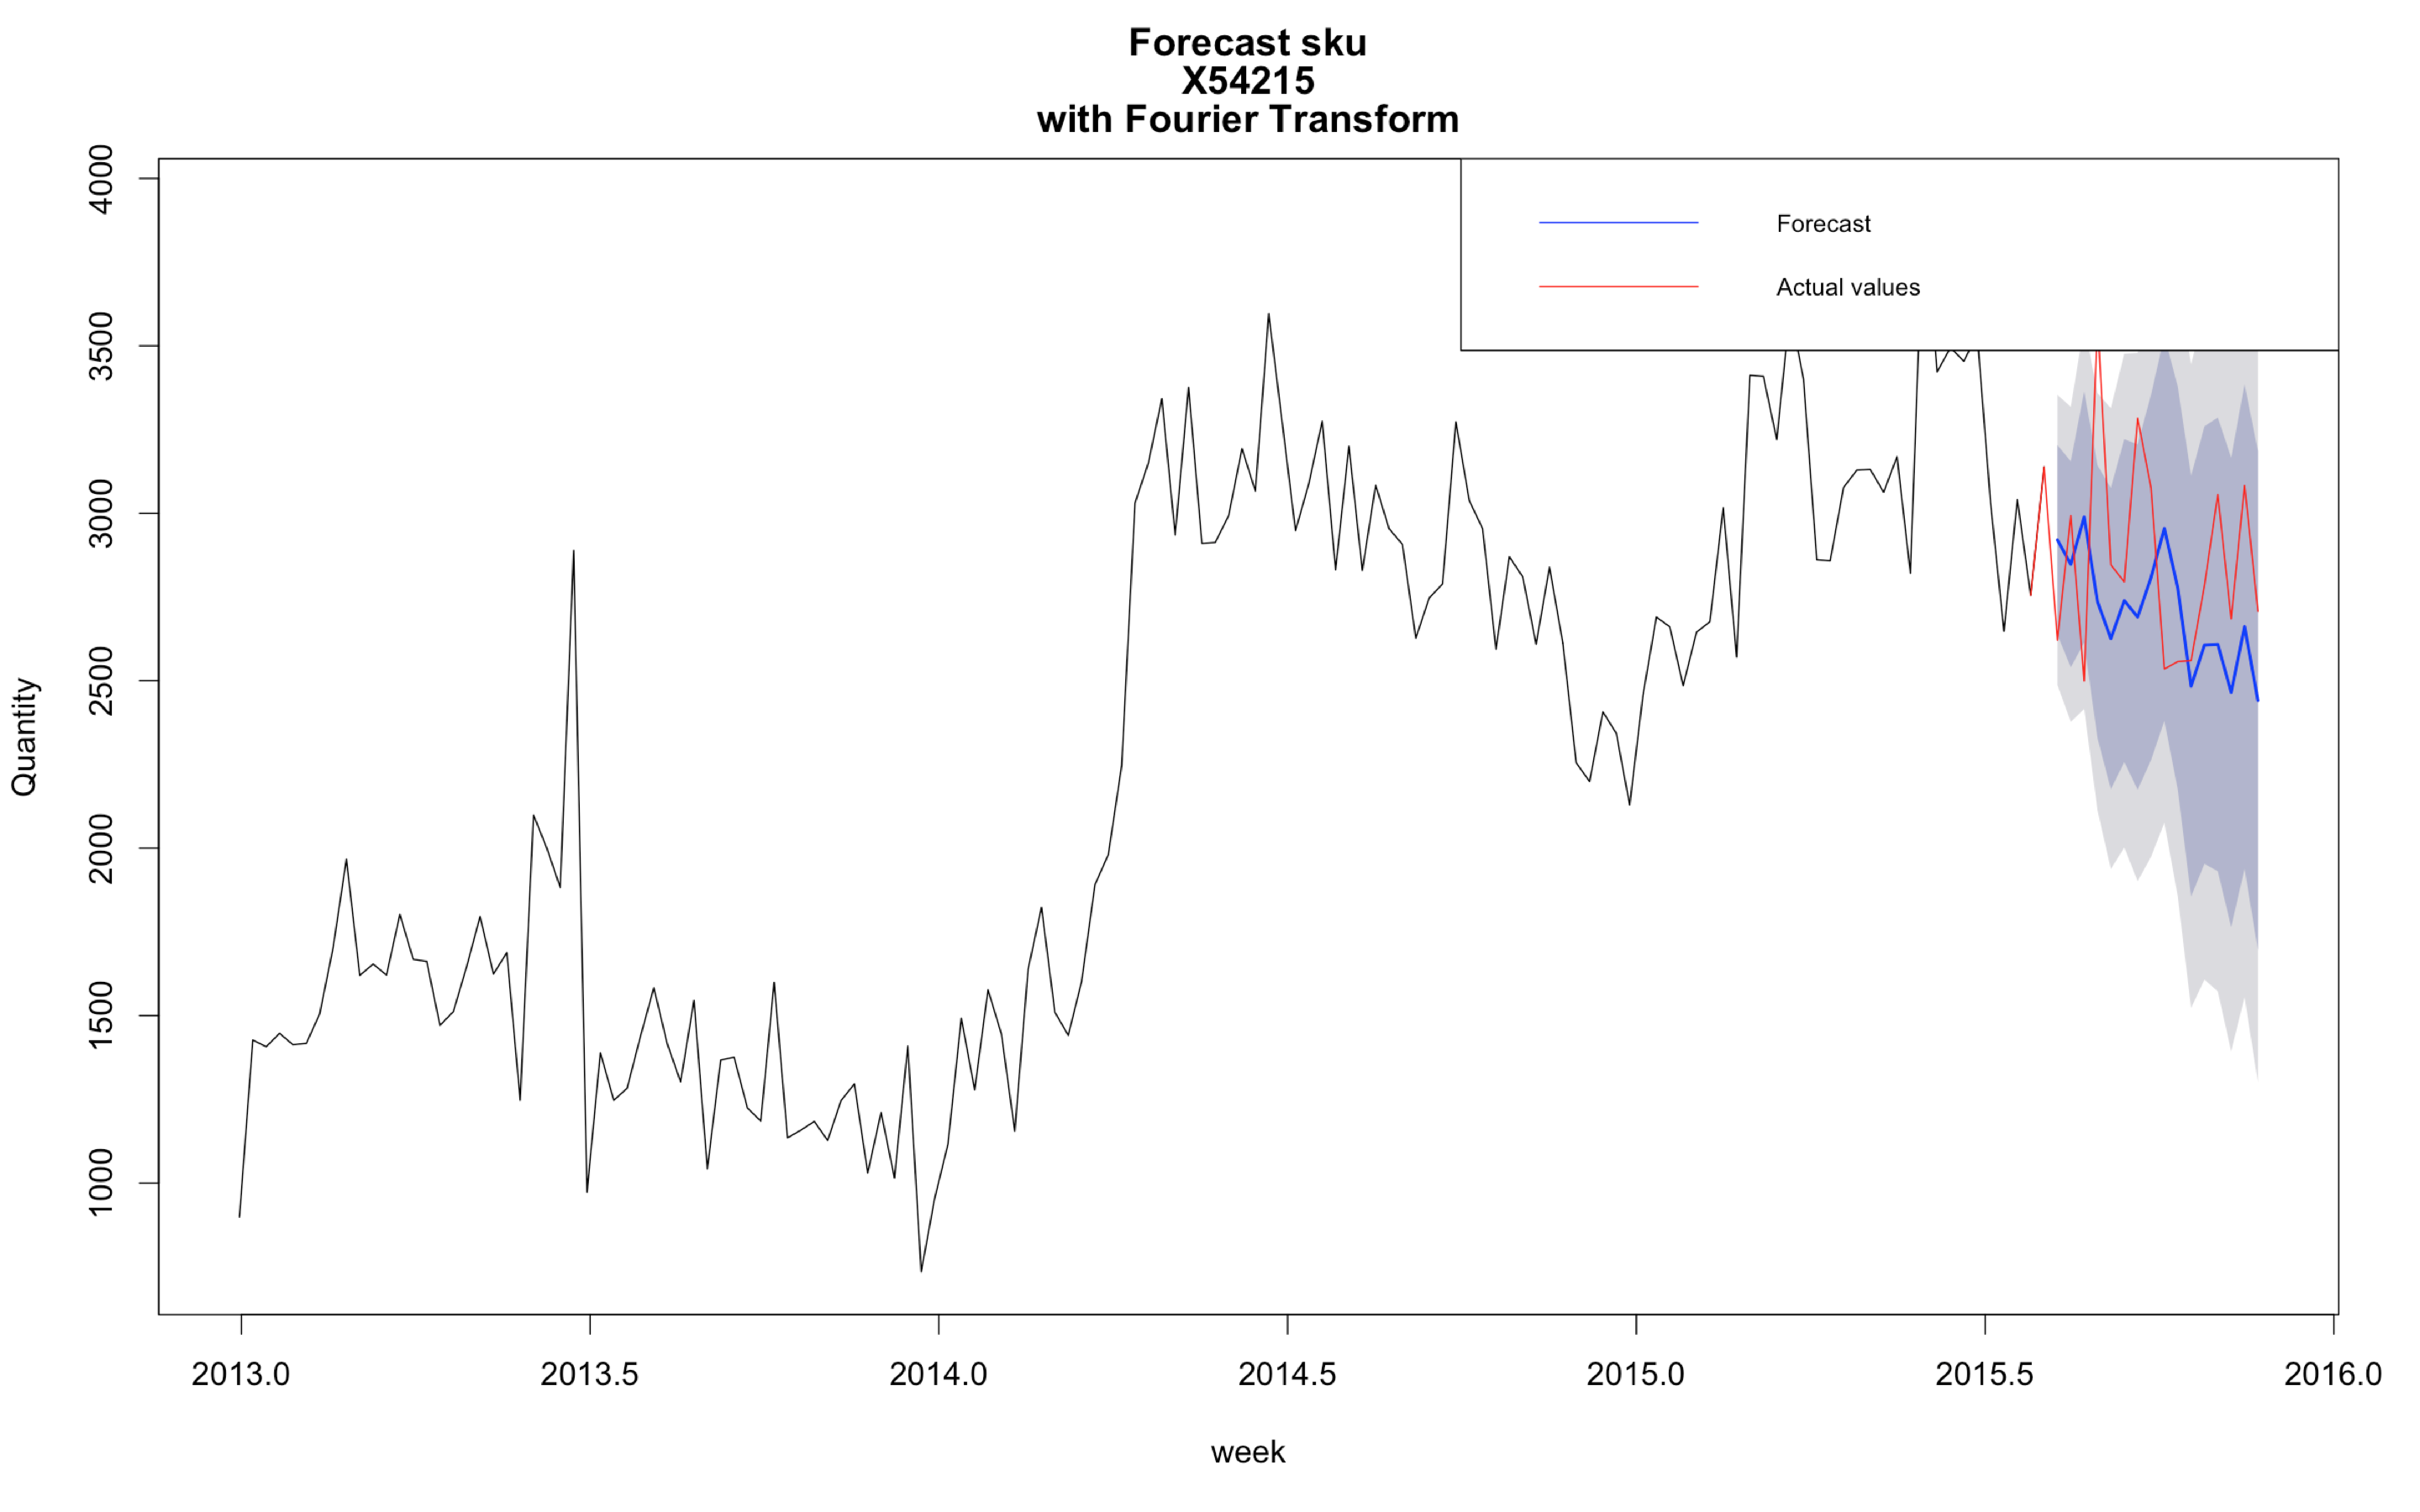 Forecast sku
X54215
with Fourier Transform
4000
3500
3000
2500
2000
1500
1000
Quantity
Forecast
Actual values
2013.0 2013.5 2014.0 2014.5 2015.0 2015.5 2016.0
week